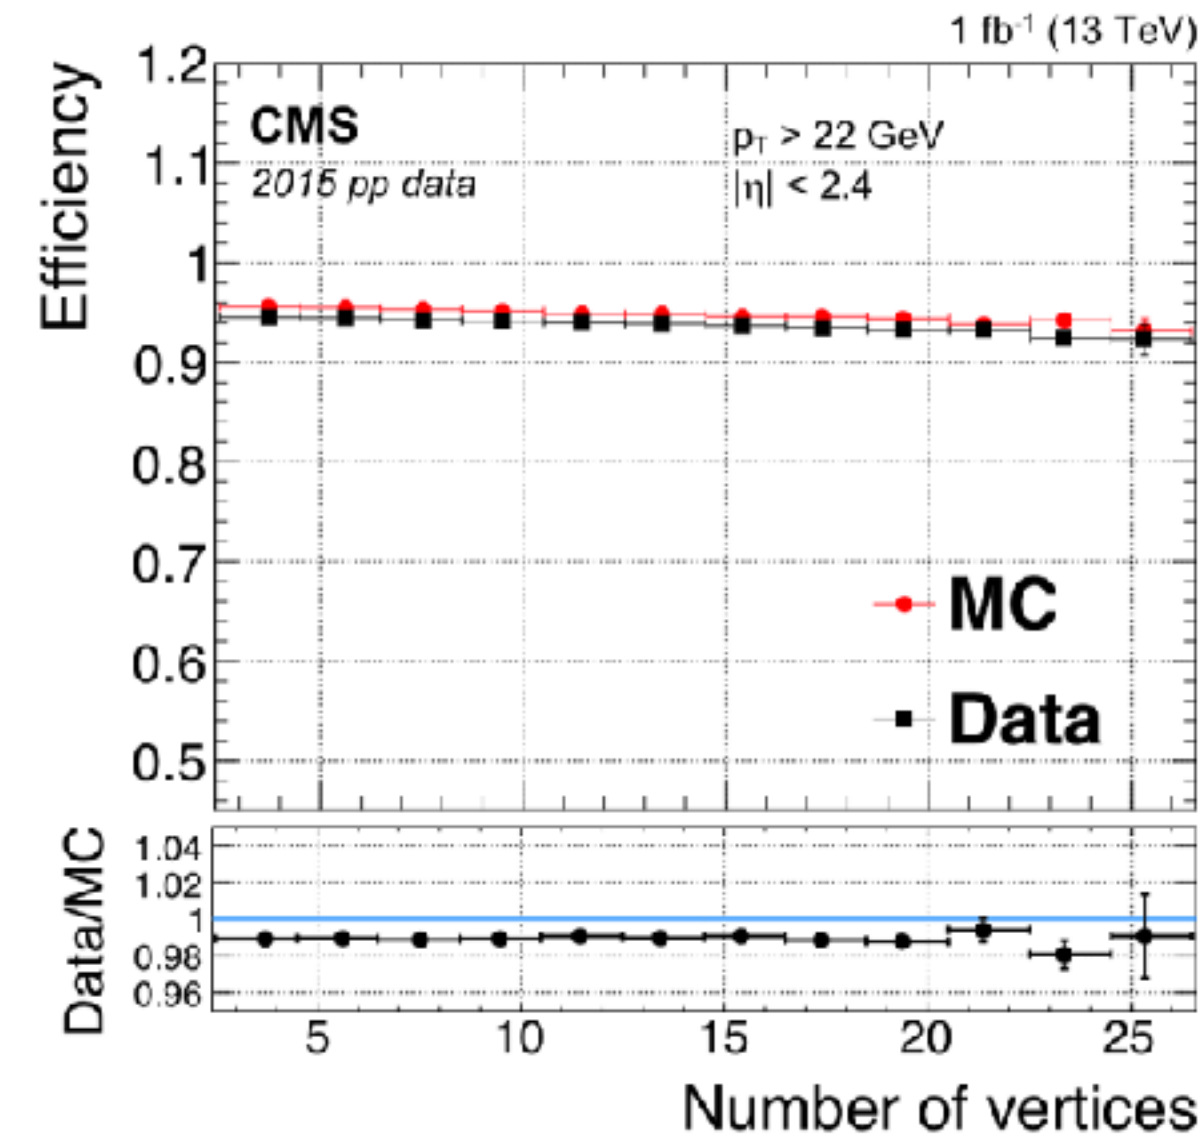 1 fb⁻¹ (13 TeV)
Efficiency
1.2
1.1
1
0.9
0.8
0.7
0.6
0.5
CMS
2015 pp data
pT > 22 GeV
|η| < 2.4
MC
Data
Data/MC
1.04
1.02
1
0.98
0.96
5 10 15 20 25
Number of vertices